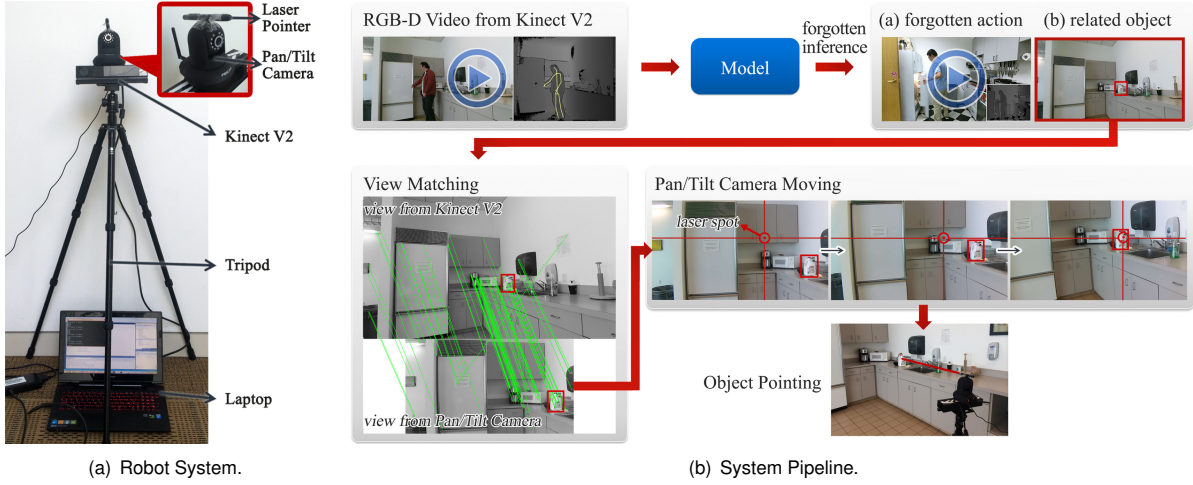 Laser
Pointer
Pan/Tilt
Camera
Kinect V2
Tripod
Laptop
(a) Robot System.
RGB-D Video from Kinect V2
Model
forgotten
inference
(a) forgotten action
(b) related object
View Matching
view from Kinect V2
view from Pan/Tilt Camera
Pan/Tilt Camera Moving
laser spot
Object Pointing
(b) System Pipeline.